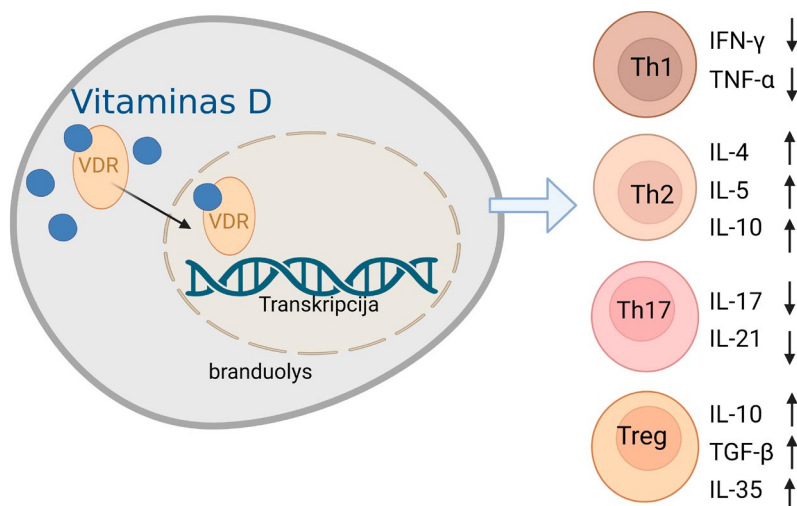 Vitaminas D
VDR
VDR
Transkripcija
branduolys
Th1
IFN-γ
TNF-α
Th2
IL-4
IL-5
IL-10
Th17
IL-17
IL-21
Treg
IL-10
TGF-β
IL-35